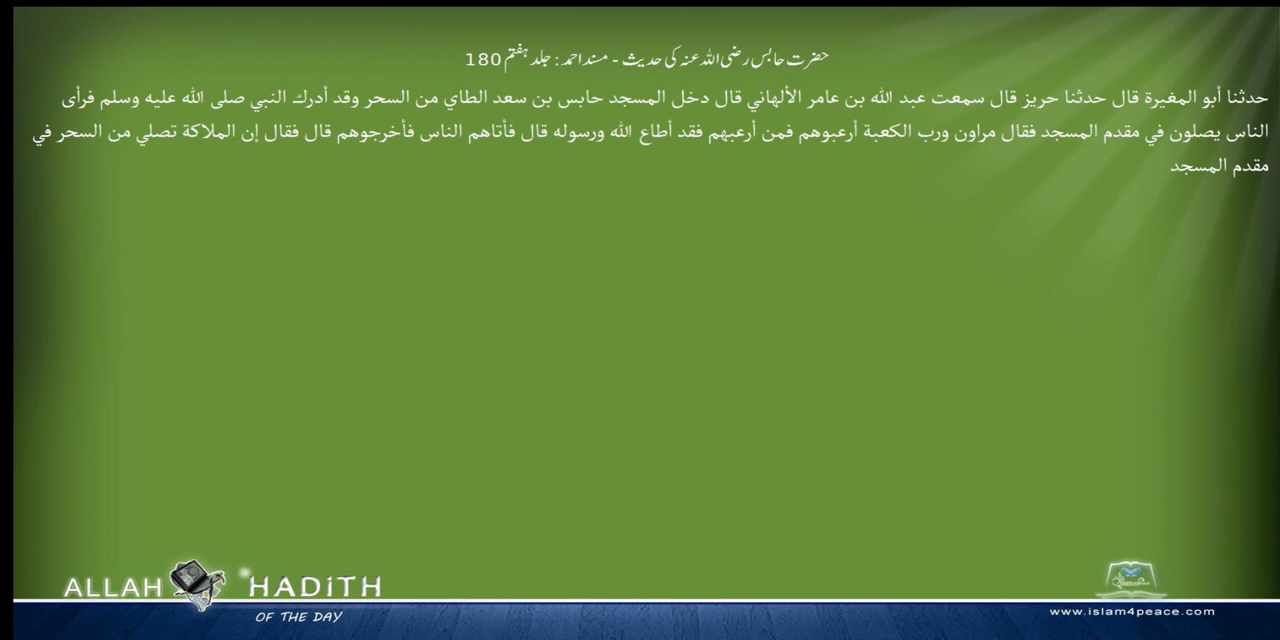 حضرت حابس رضی اللہ عنہ کی حدیث - مسند احمد : جلد ہفتم 180
حدثنا أبو المغيرة قال حدثنا حريز قال سمعت عبد الله بن عامر الألهاني قال دخل المسجد حابس بن سعد الطاي من السحر وقد أدرك النبي صلى الله عليه وسلم فرأى
الناس يصلون في مقدم المسجد فقال مراون ورب الكعبة أرعبوهم فمن أرعبهم فقد أطاع الله ورسوله قال فأتاهم الناس فأخرجوهم قال فقال إن الملاكة تصلي من السحر في
مقدم المسجد
ALLAH HADITH
OF THE DAY
www.islam4peace.com